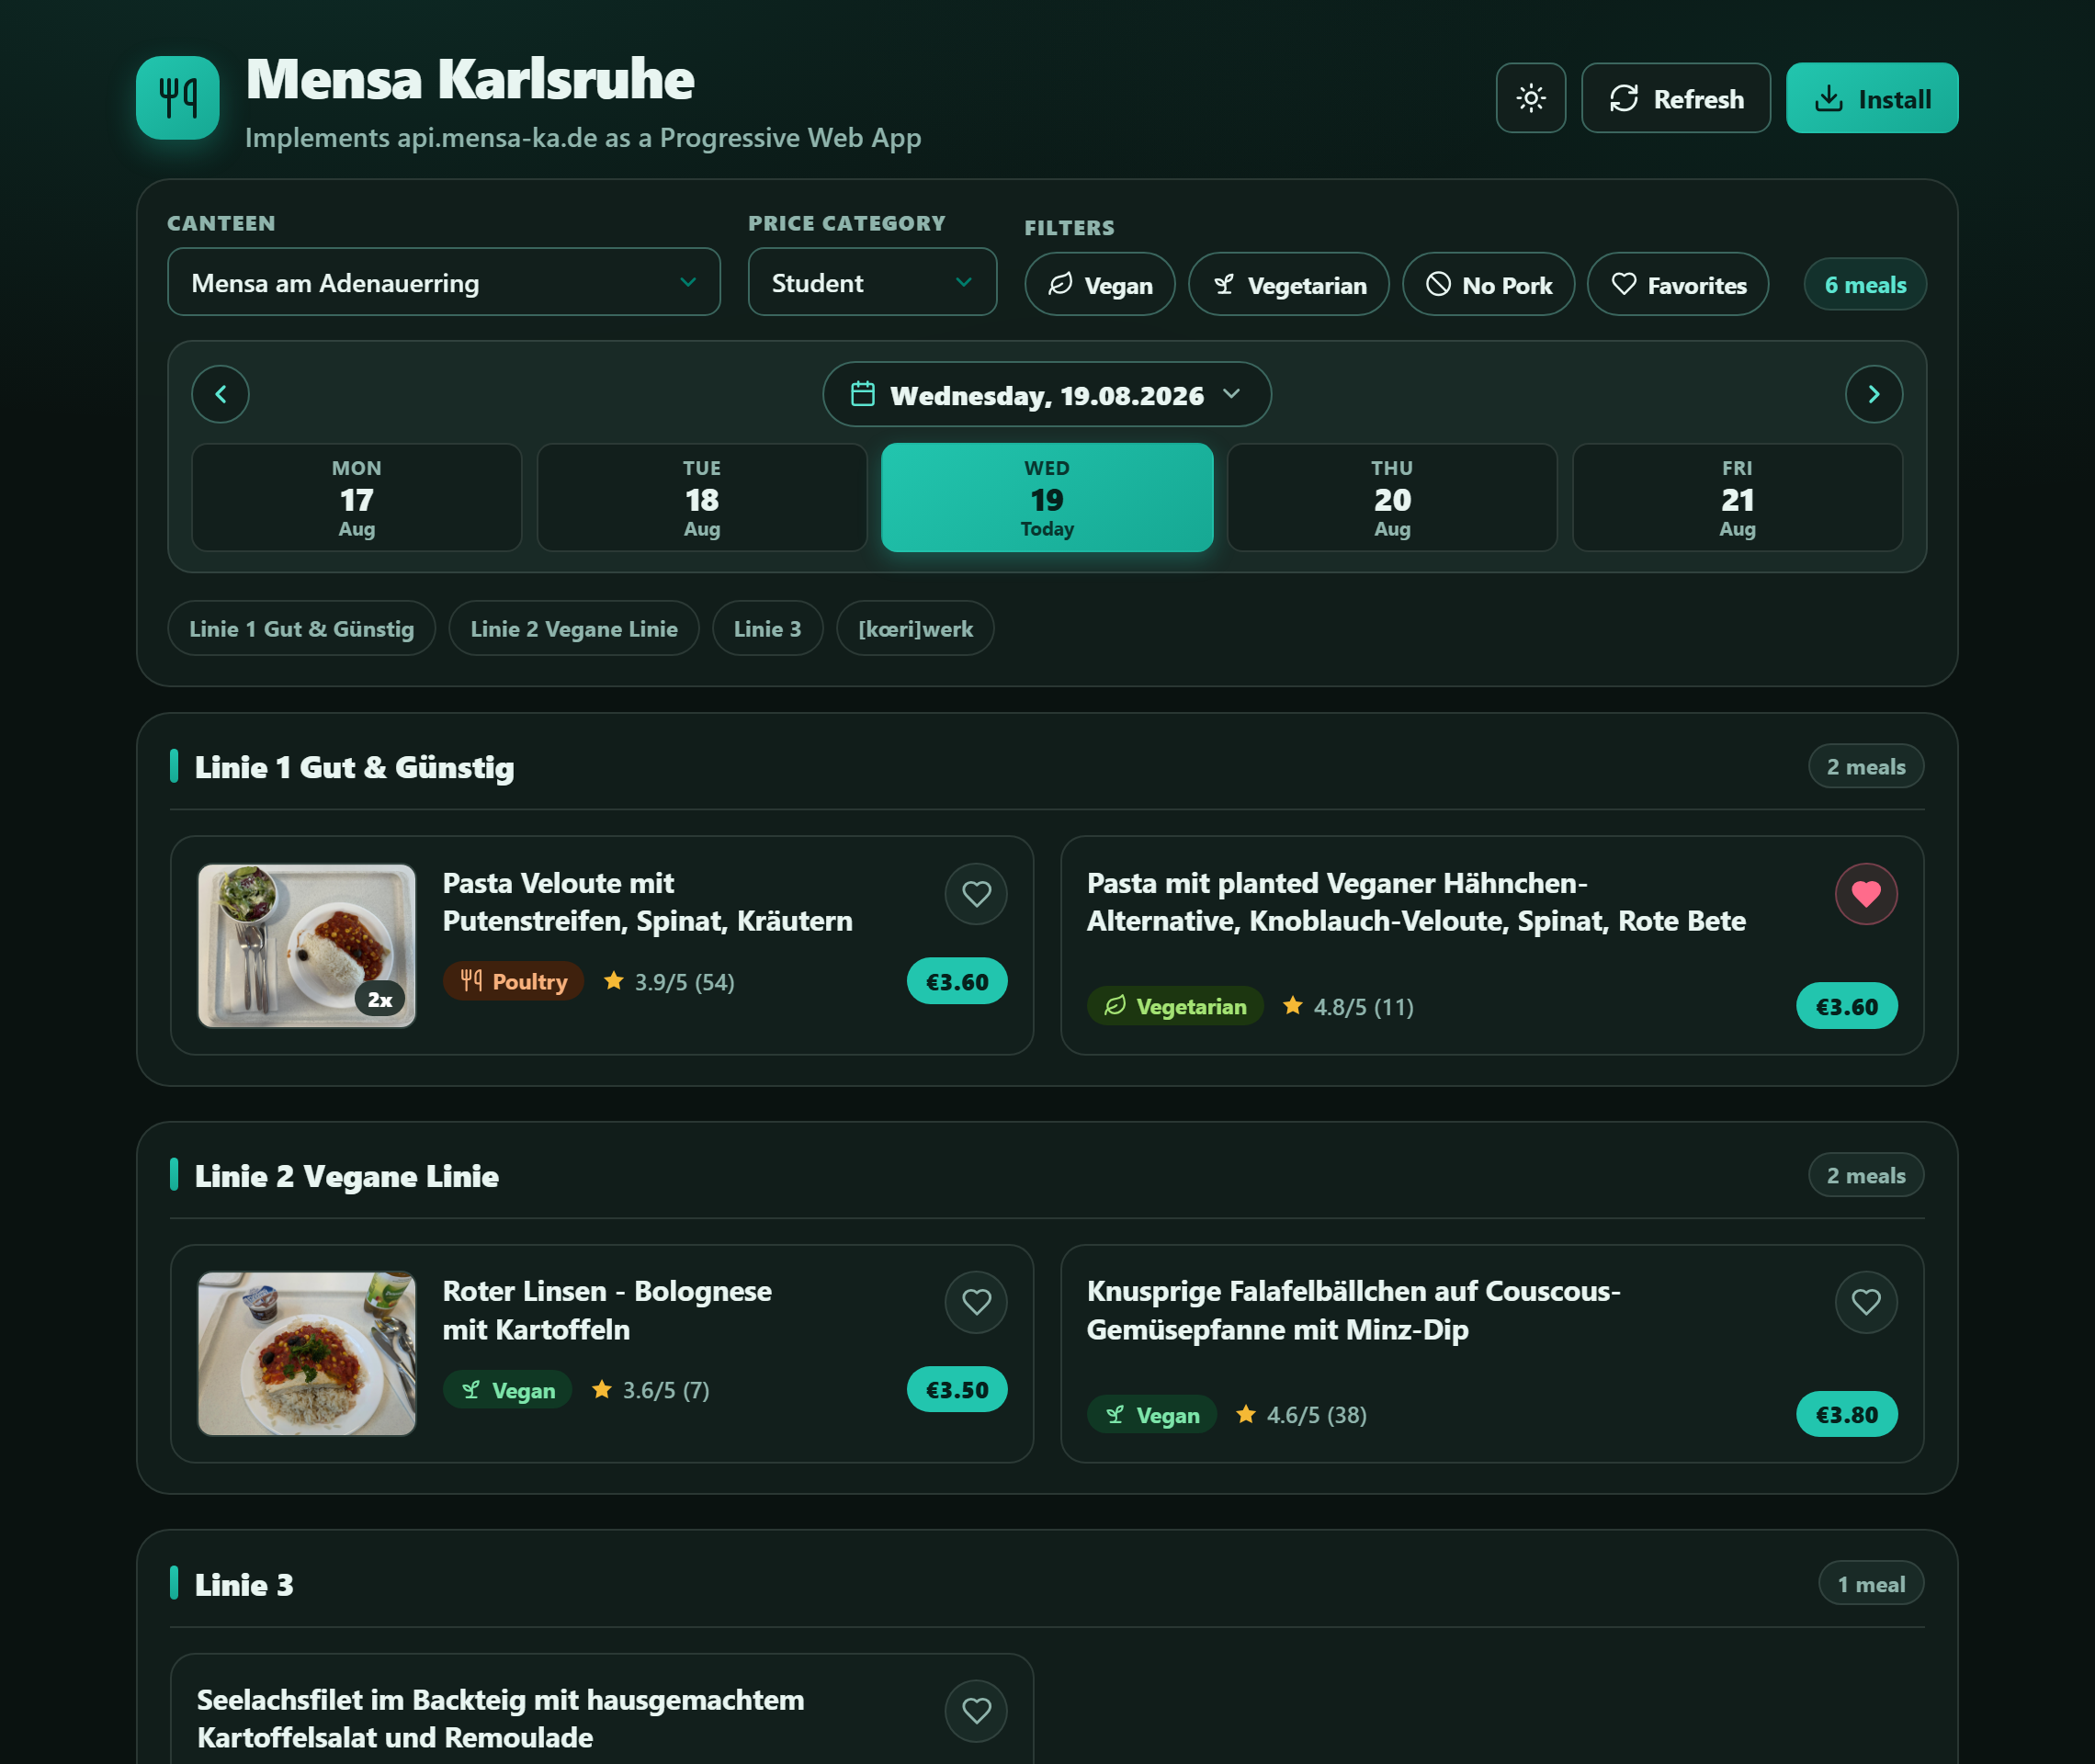 Mensa Karlsruhe
Implements api.mensa-ka.de as a Progressive Web App
Refresh
Install
CANTEEN
PRICE CATEGORY
FILTERS
Mensa am Adenauerring
Student
Vegan
Vegetarian
No Pork
Favorites
6 meals
Wednesday, 19.08.2026
MON
17
Aug
TUE
18
Aug
WED
19
Today
THU
20
Aug
FRI
21
Aug
Linie 1 Gut & Günstig
Linie 2 Vegane Linie
Linie 3
[kœri]werk
Linie 1 Gut & Günstig
2 meals
2x
Pasta Veloute mit
Putenstreifen, Spinat, Kräutern
Poultry
3.9/5 (54)
€3.60
Pasta mit planted Veganer Hähnchen-
Alternative, Knoblauch-Veloute, Spinat, Rote Bete
Vegetarian
4.8/5 (11)
€3.60
Linie 2 Vegane Linie
2 meals
Roter Linsen - Bolognese
mit Kartoffeln
Vegan
3.6/5 (7)
€3.50
Knusprige Falafelbällchen auf Couscous-
Gemüsepfanne mit Minz-Dip
Vegan
4.6/5 (38)
€3.80
Linie 3
1 meal
Seelachsfilet im Backteig mit hausgemachtem
Kartoffelsalat und Remoulade